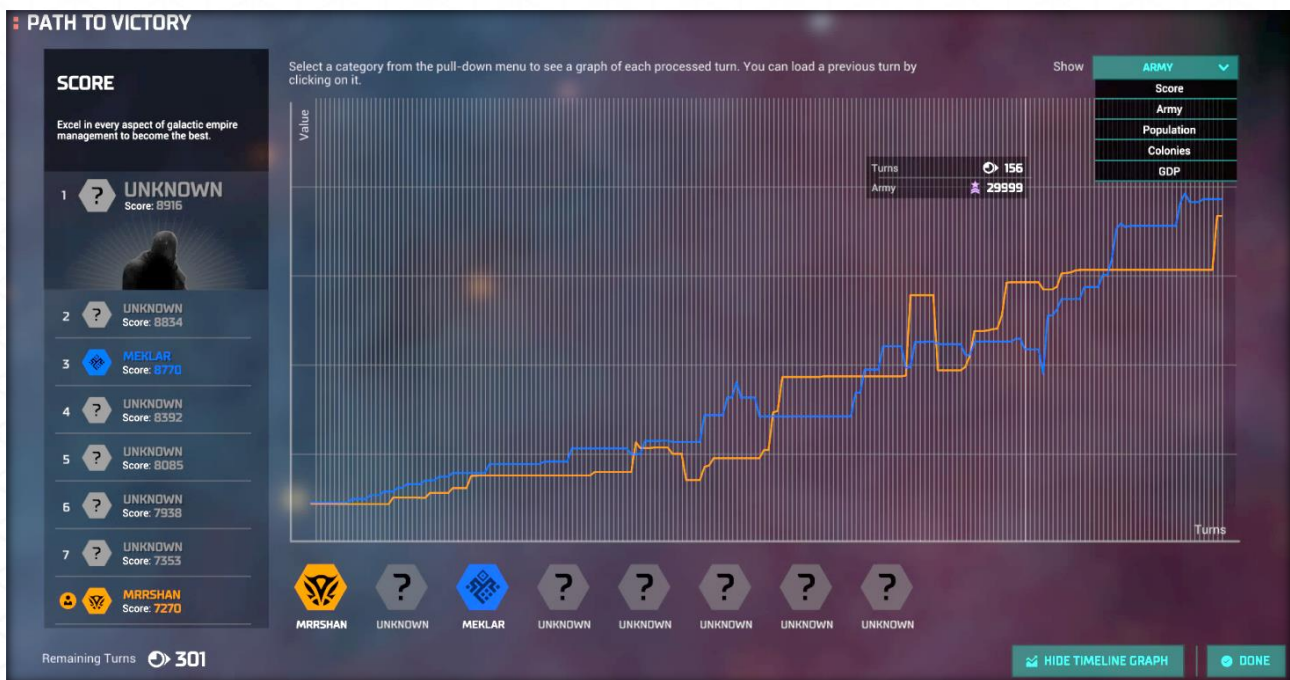 PATH TO VICTORY
SCORE
Excel in every aspect of galactic empire
management to become the best.
1 ? UNKNOWN
Score: 8916
2 ? UNKNOWN
Score: 8834
3 MEKLAR
Score: 8770
4 ? UNKNOWN
Score: 8392
5 ? UNKNOWN
Score: 8085
6 ? UNKNOWN
Score: 7938
7 ? UNKNOWN
Score: 7353
MRRSHAN
Score: 7270
Remaining Turns 301
Select a category from the pull-down menu to see a graph of each processed turn. You can load a previous turn by
clicking on it.
Show ARMY
Score
Army
Population
Colonies
GDP
Value
Turns 156
Army 29999
Turns
? ? ? ? ? ?
MRRSHAN UNKNOWN MEKLAR UNKNOWN UNKNOWN UNKNOWN UNKNOWN UNKNOWN
HIDE TIMELINE GRAPH
DONE